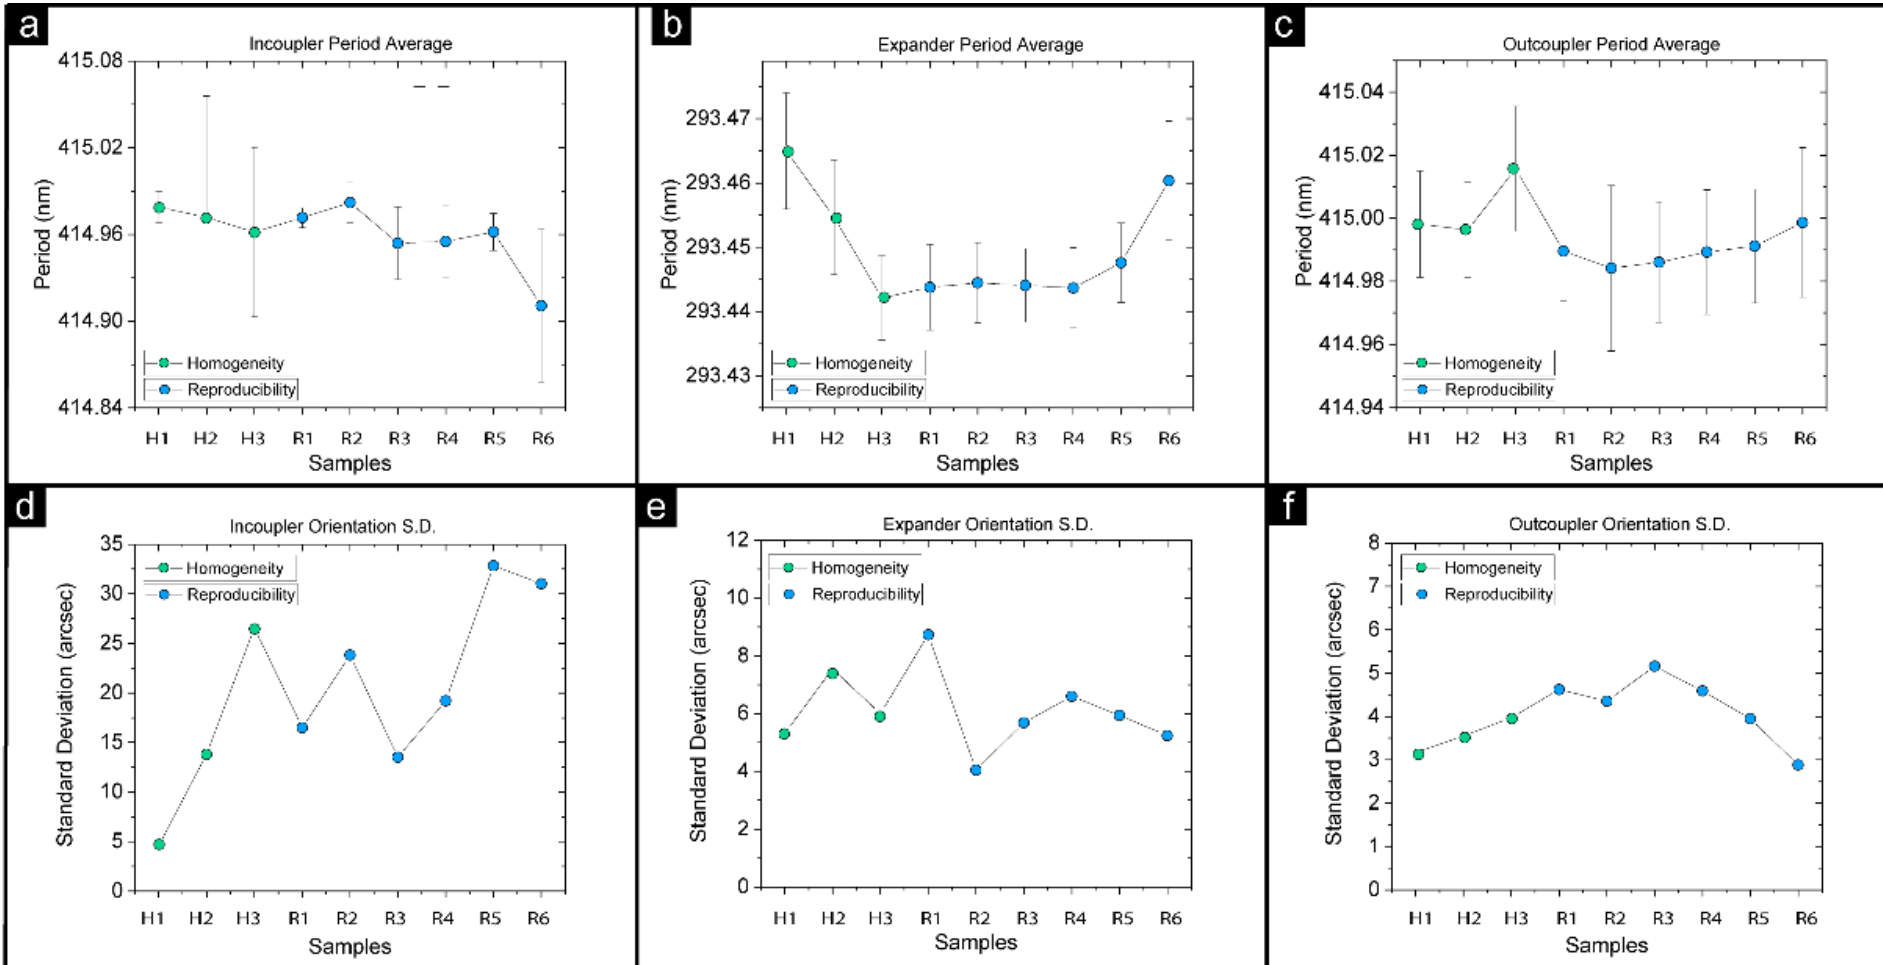 a
Incoupler Period Average
415.08
415.02
414.96
414.90
414.84
Period (nm)
Homogeneity
Reproducibility
H1 H2 H3 R1 R2 R3 R4 R5 R6
Samples
b
Expander Period Average
293.47
293.46
293.45
293.44
293.43
Period (nm)
Homogeneity
Reproducibility
H1 H2 H3 R1 R2 R3 R4 R5 R6
Samples
c
Outcoupler Period Average
415.04
415.02
415.00
414.98
414.96
414.94
Period (nm)
Homogeneity
Reproducibility
H1 H2 H3 R1 R2 R3 R4 R5 R6
Samples
d
Incoupler Orientation S.D.
35
30
25
20
15
10
5
0
Standard Deviation (arcsec)
Homogeneity
Reproducibility
H1 H2 H3 R1 R2 R3 R4 R5 R6
Samples
e
Expander Orientation S.D.
12
10
8
6
4
2
0
Standard Deviation (arcsec)
Homogeneity
Reproducibility
H1 H2 H3 R1 R2 R3 R4 R5 R6
Samples
f
Outcoupler Orientation S.D.
8
7
6
5
4
3
2
1
0
Standard Deviation (arcsec)
Homogeneity
Reproducibility
H1 H2 H3 R1 R2 R3 R4 R5 R6
Samples